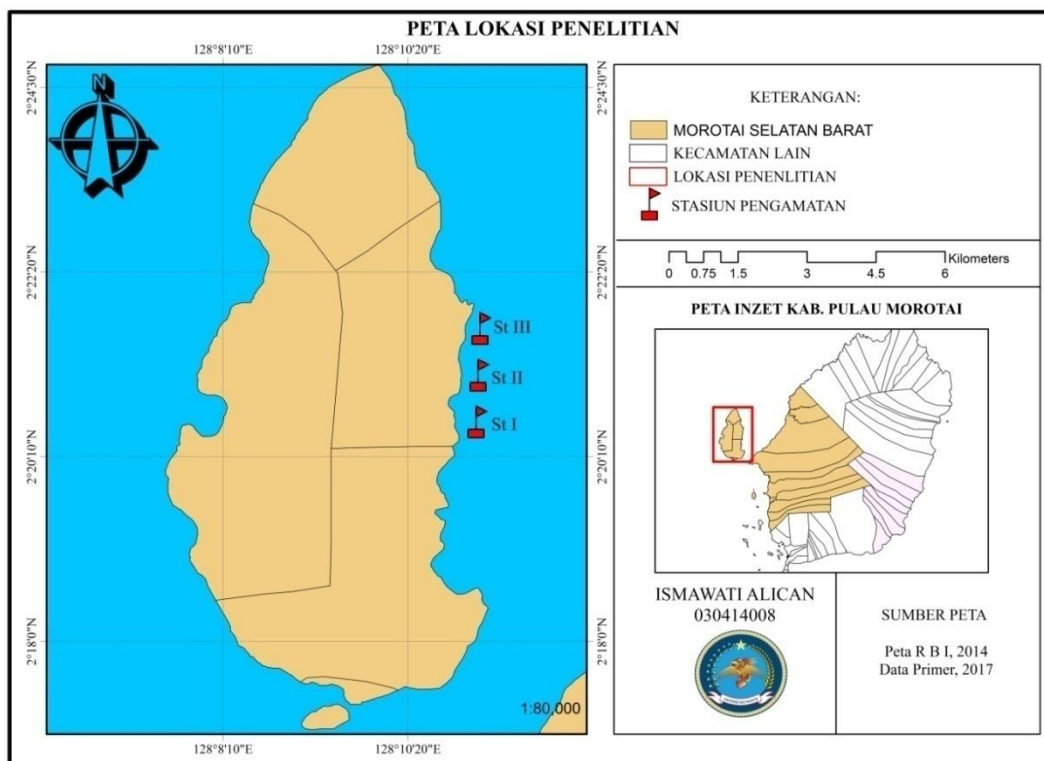 PETA LOKASI PENELITIAN
128°8'10"E 128°10'20"E
2°24'30"N 2°24'30"N
2°22'20"N 2°22'20"N
2°20'10"N 2°20'10"N
2°18'0"N 2°18'0"N
N
St III
St II
St I
1:80,000
128°8'10"E 128°10'20"E
KETERANGAN:
MOROTAI SELATAN BARAT
KECAMATAN LAIN
LOKASI PENENLITIAN
STASIUN PENGAMATAN
Kilometers
0 0.75 1.5 3 4.5 6
PETA INZET KAB. PULAU MOROTAI
ISMAWATI ALICAN
030414008
SUMBER PETA
Peta R B I, 2014
Data Primer, 2017